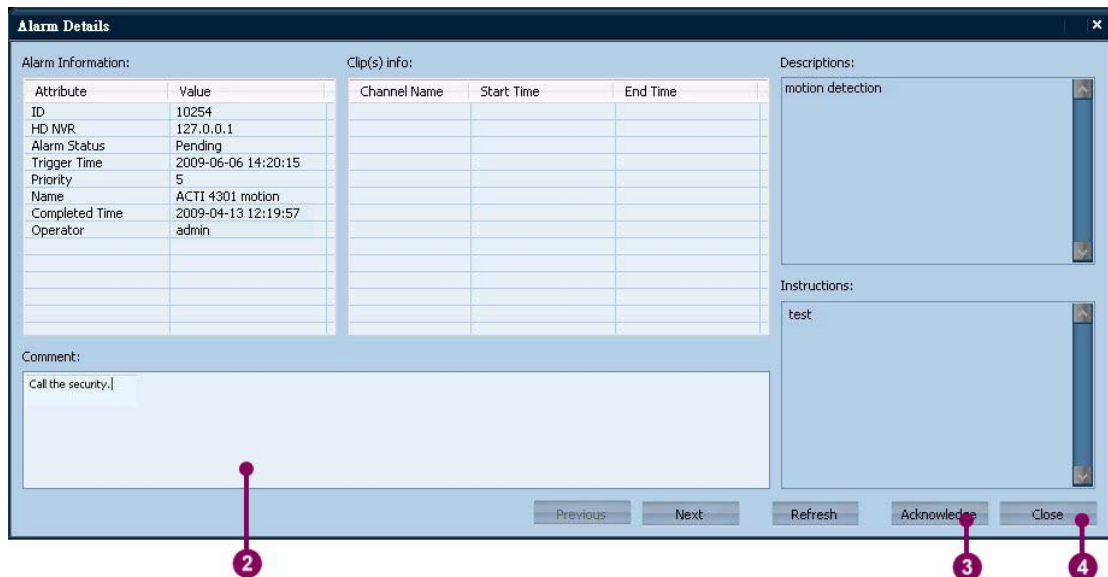 Alarm Details
Alarm Information:
Attribute Value
ID 10254
HD NVR 127.0.0.1
Alarm Status Pending
Trigger Time 2009-06-06 14:20:15
Priority 5
Name ACTI 4301 motion
Completed Time 2009-04-13 12:19:57
Operator admin
Clip(s) info:
Channel Name Start Time End Time
Descriptions:
motion detection
Instructions:
test
Comment:
Call the security.
Previous Next Refresh Acknowledge Close
2 3 4